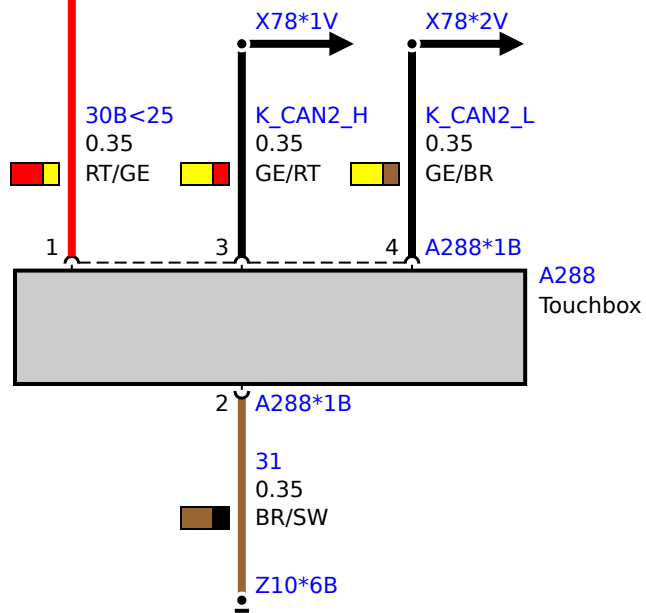 X78*1V
X78*2V
30B<25
0.35
RT/GE
K_CAN2_H
0.35
GE/RT
K_CAN2_L
0.35
GE/BR
1
3
4
A288*1B
A288
Touchbox
2
A288*1B
31
0.35
BR/SW
Z10*6B